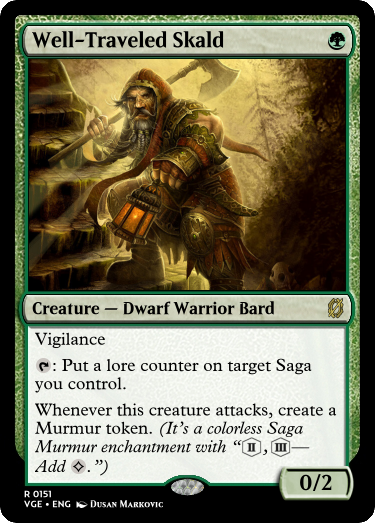 Well-Traveled Skald
Creature — Dwarf Warrior Bard
Vigilance
: Put a lore counter on target Saga
you control.
Whenever this creature attacks, create a
Murmur token. (It's a colorless Saga
Murmur enchantment with “II, III—
Add .”)
0/2
R 0151
VGE • ENG Dusan Markovic